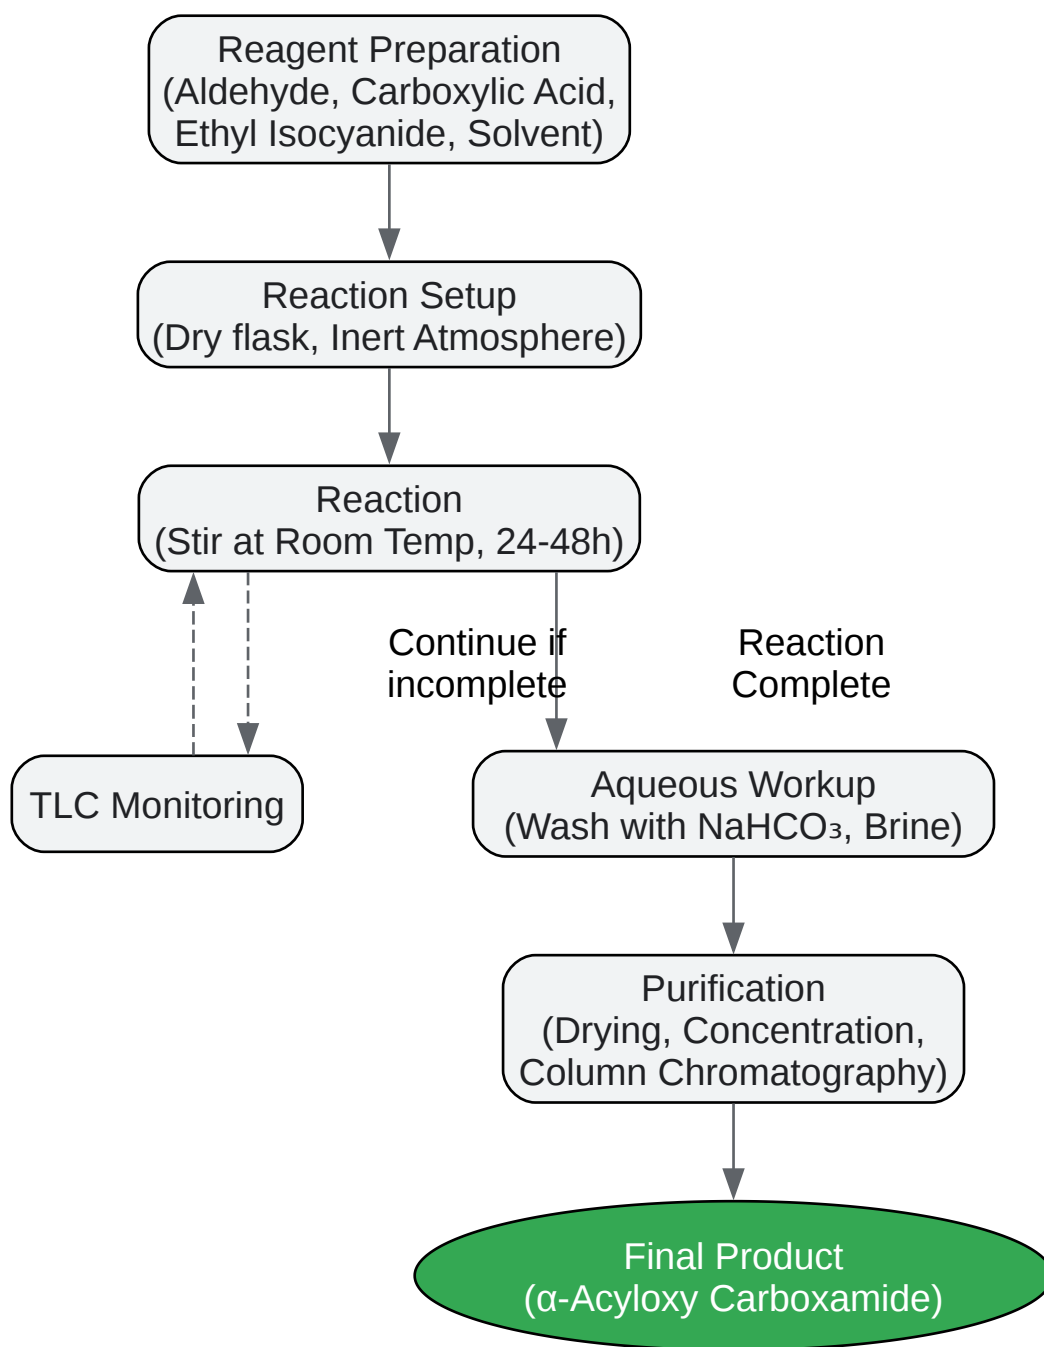 Reagent Preparation
(Aldehyde, Carboxylic Acid,
Ethyl Isocyanide, Solvent)
Reaction Setup
(Dry flask, Inert Atmosphere)
Reaction
(Stir at Room Temp, 24-48h)
Continue if
incomplete
Reaction
Complete
TLC Monitoring
Aqueous Workup
(Wash with NaHCO₃, Brine)
Purification
(Drying, Concentration,
Column Chromatography)
Final Product
(α-Acyloxy Carboxamide)